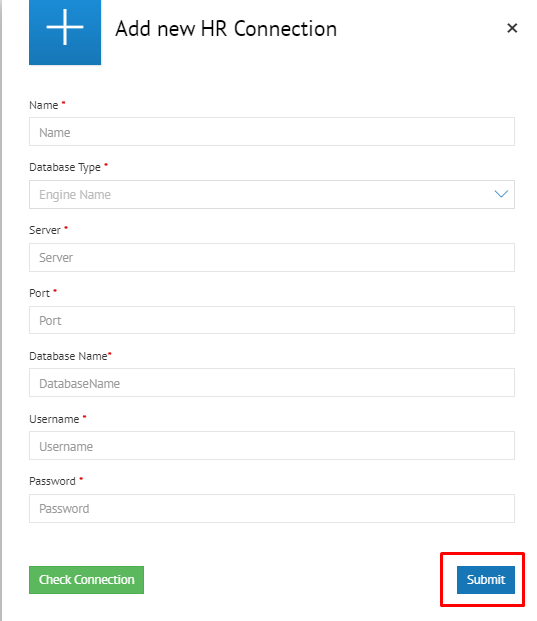 Add new HR Connection
Name *
Name
Database Type *
Engine Name
Server *
Server
Port *
Port
Database Name*
DatabaseName
Username *
Username
Password *
Password
Check Connection
Submit